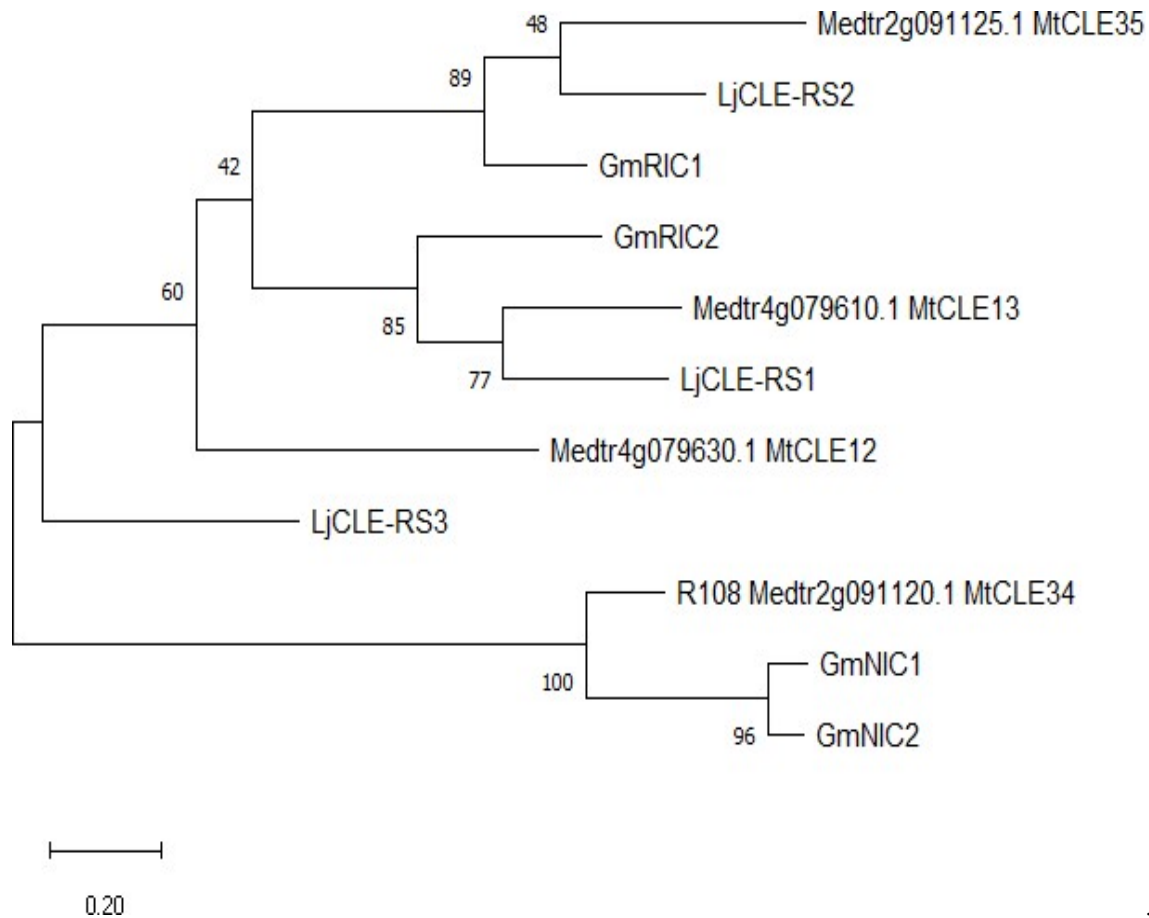 48
Medtr2g091125.1 MtCLE35
89
LjCLE-RS2
42
GmRIC1
GmRIC2
60
Medtr4g079610.1 MtCLE13
85
77
LjCLE-RS1
Medtr4g079630.1 MtCLE12
LjCLE-RS3
R108 Medtr2g091120.1 MtCLE34
GmNIC1
100
96
GmNIC2
0.20